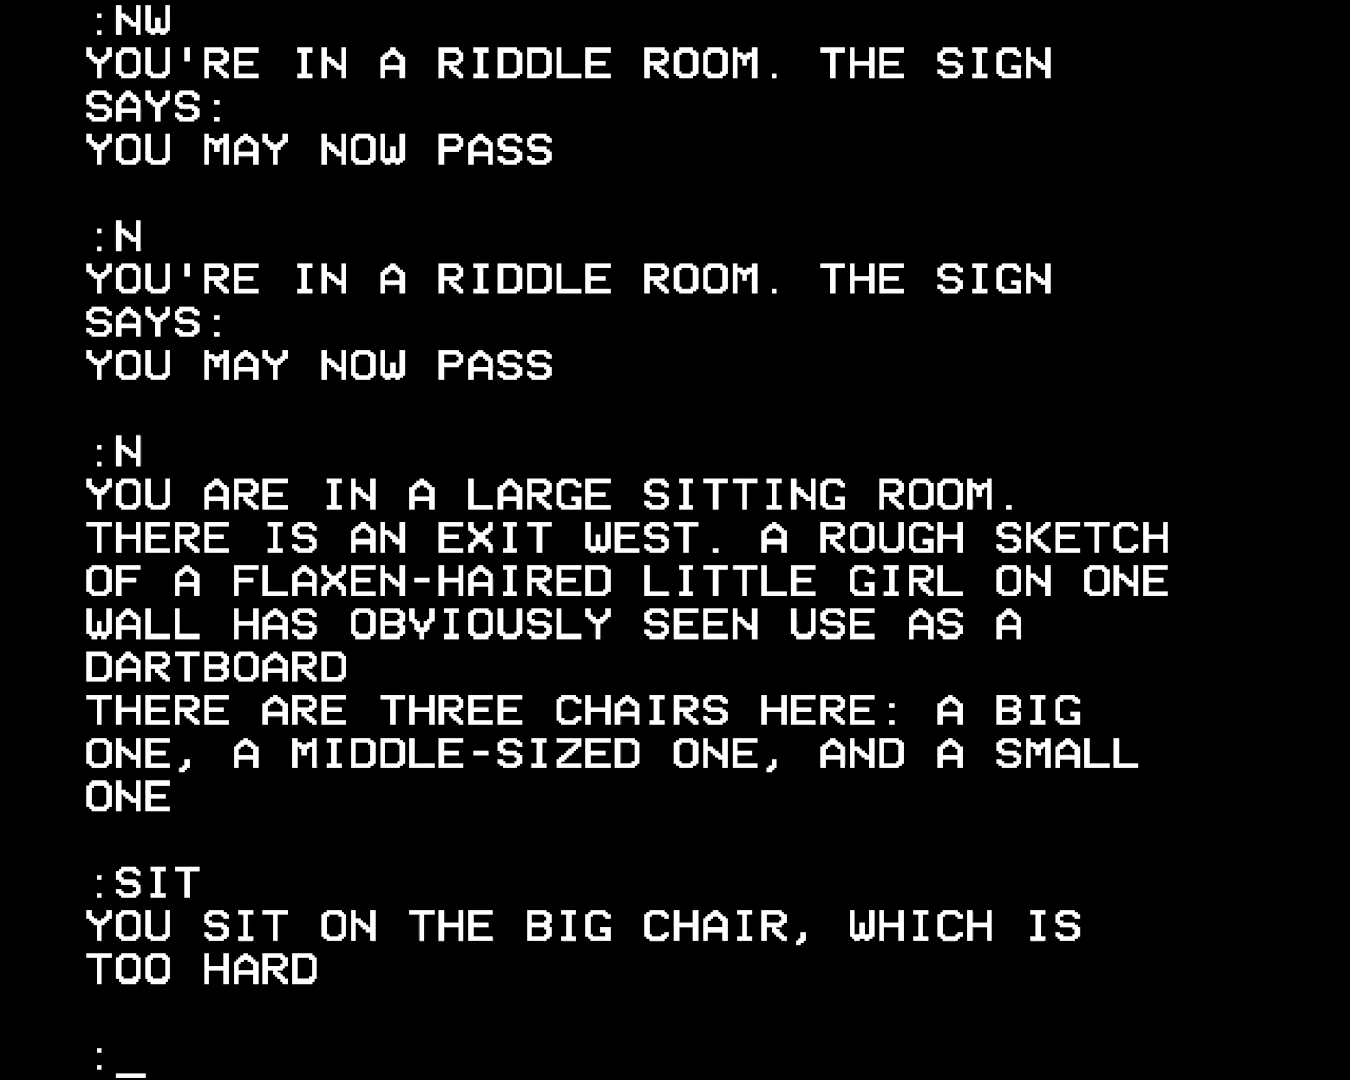 :NW
YOU'RE IN A RIDDLE ROOM. THE SIGN
SAYS:
YOU MAY NOW PASS
:N
YOU'RE IN A RIDDLE ROOM. THE SIGN
SAYS:
YOU MAY NOW PASS
:N
YOU ARE IN A LARGE SITTING ROOM.
THERE IS AN EXIT WEST. A ROUGH SKETCH
OF A FLAXEN-HAIRED LITTLE GIRL ON ONE
WALL HAS OBVIOUSLY SEEN USE AS A
DARTBOARD
THERE ARE THREE CHAIRS HERE: A BIG
ONE, A MIDDLE-SIZED ONE, AND A SMALL
ONE
:SIT
YOU SIT ON THE BIG CHAIR, WHICH IS
TOO HARD
:_